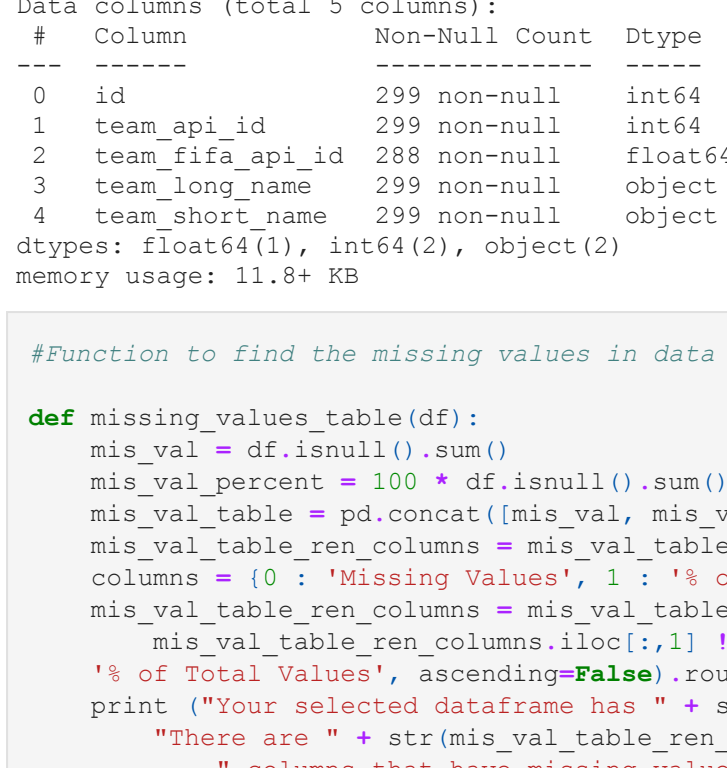 Data columns (total 5 columns):
 #   Column            Non-Null Count  Dtype
---  ------            --------------  -----
 0   id                299 non-null    int64
 1   team_api_id       299 non-null    int64
 2   team_fifa_api_id  288 non-null    float64
 3   team_long_name    299 non-null    object
 4   team_short_name   299 non-null    object
dtypes: float64(1), int64(2), object(2)
memory usage: 11.8+ KB
#Function to find the missing values in data
def missing_values_table(df):
    mis_val = df.isnull().sum()
    mis_val_percent = 100 * df.isnull().sum()
    mis_val_table = pd.concat([mis_val, mis_v
    mis_val_table_ren_columns = mis_val_table
    columns = {0 : 'Missing Values', 1 : '% o
    mis_val_table_ren_columns = mis_val_table
        mis_val_table_ren_columns.iloc[:,1] !
    '% of Total Values', ascending=False).rou
    print ("Your selected dataframe has " + s
        "There are " + str(mis_val_table_ren_
            " columns that have missing value